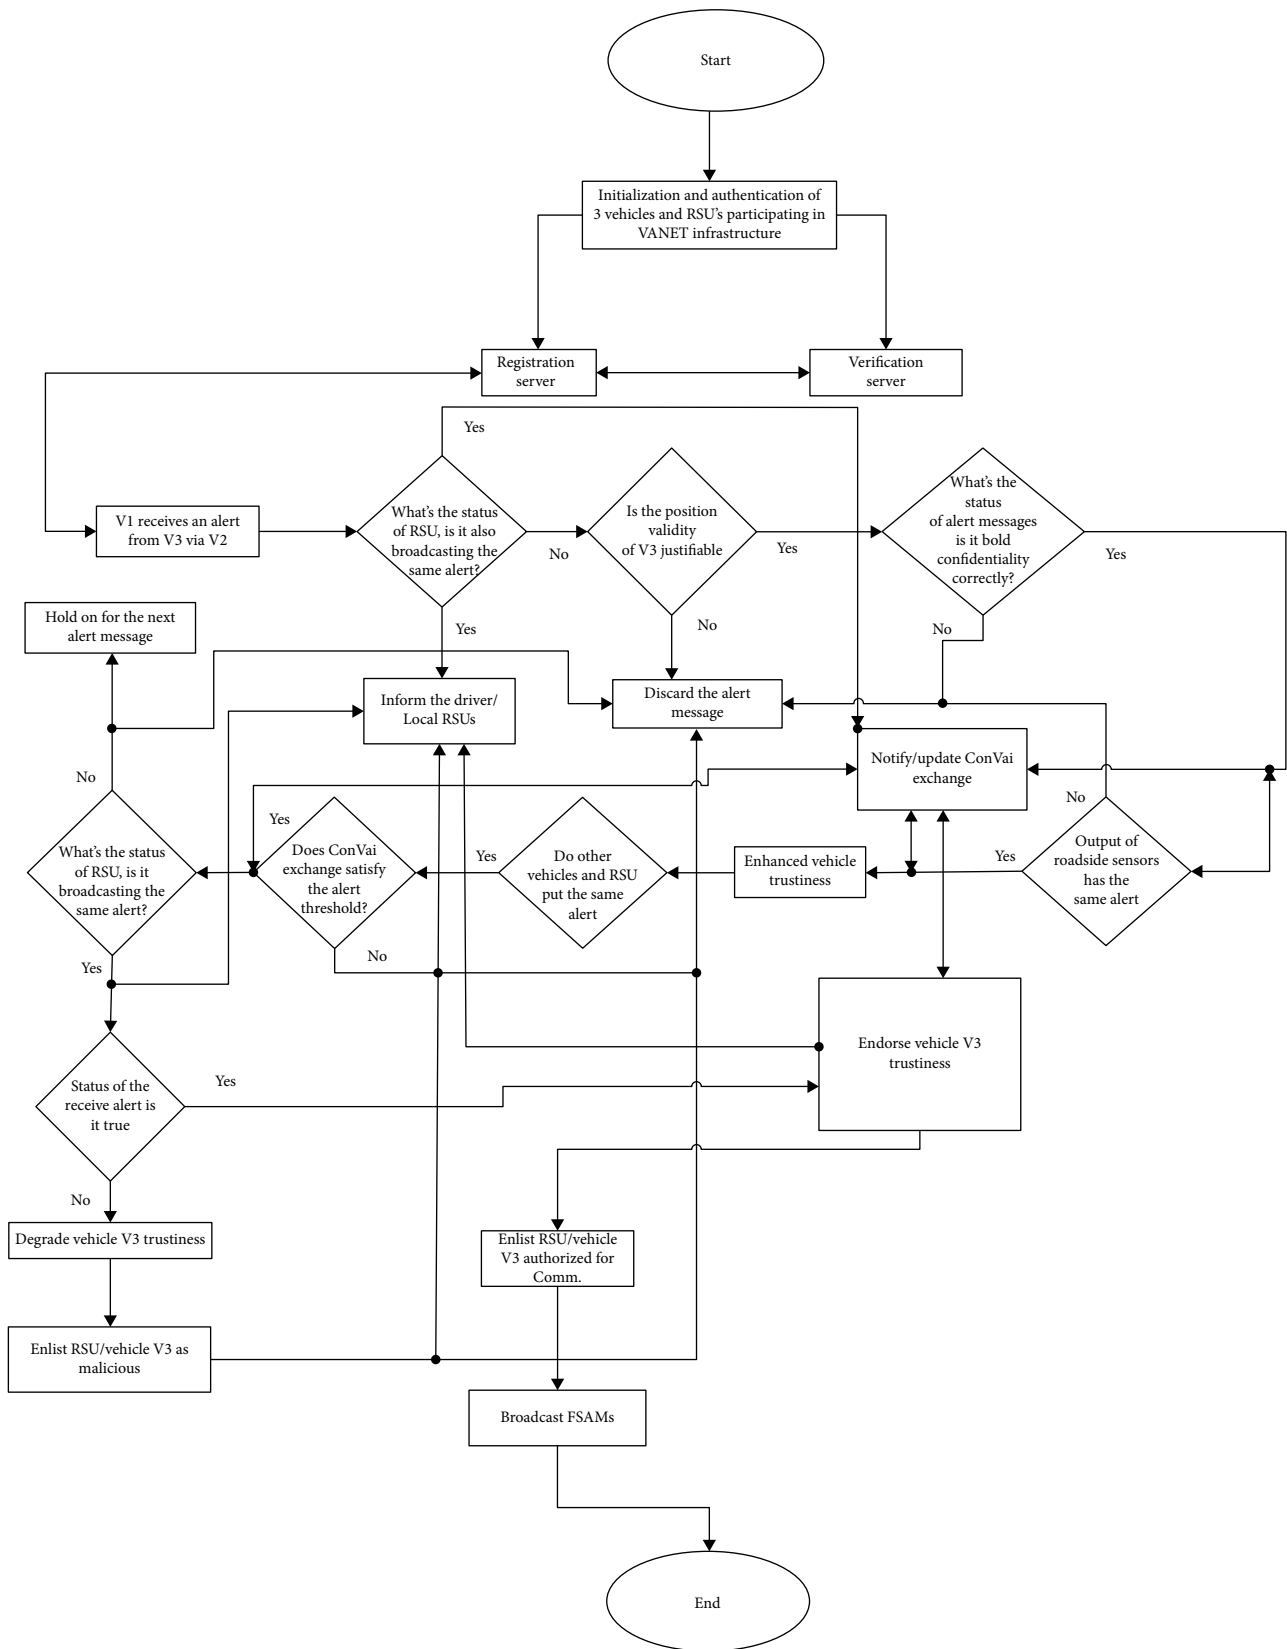 Start
Initialization and authentication of
3 vehicles and RSU's participating in
VANET infrastructure
Registration
server
Verification
server
Yes
V1 receives an alert
from V3 via V2
What's the status
of RSU, is it also
broadcasting the
same alert?
No
Is the position
validity
of V3 justifiable
Yes
What's the
status
of alert messages
is it bold
confidentiality
correctly?
Yes
Hold on for the next
alert message
Yes
No
No
Inform the driver/
Local RSUs
Discard the alert
message
Notify/update ConVai
exchange
No
What's the status
of RSU, is it
broadcasting the
same alert?
Yes
Does ConVai
exchange satisfy
the alert
threshold?
Yes
Do other
vehicles and RSU
put the same
alert
Enhanced vehicle
trustiness
Yes
No
Output of
roadside sensors
has the
same alert
Yes
No
Status of the
receive alert is
it true
Yes
Endorse vehicle V3
trustiness
No
Degrade vehicle V3 trustiness
Enlist RSU/vehicle
V3 authorized for
Comm.
Enlist RSU/vehicle V3 as
malicious
Broadcast FSAMs
End